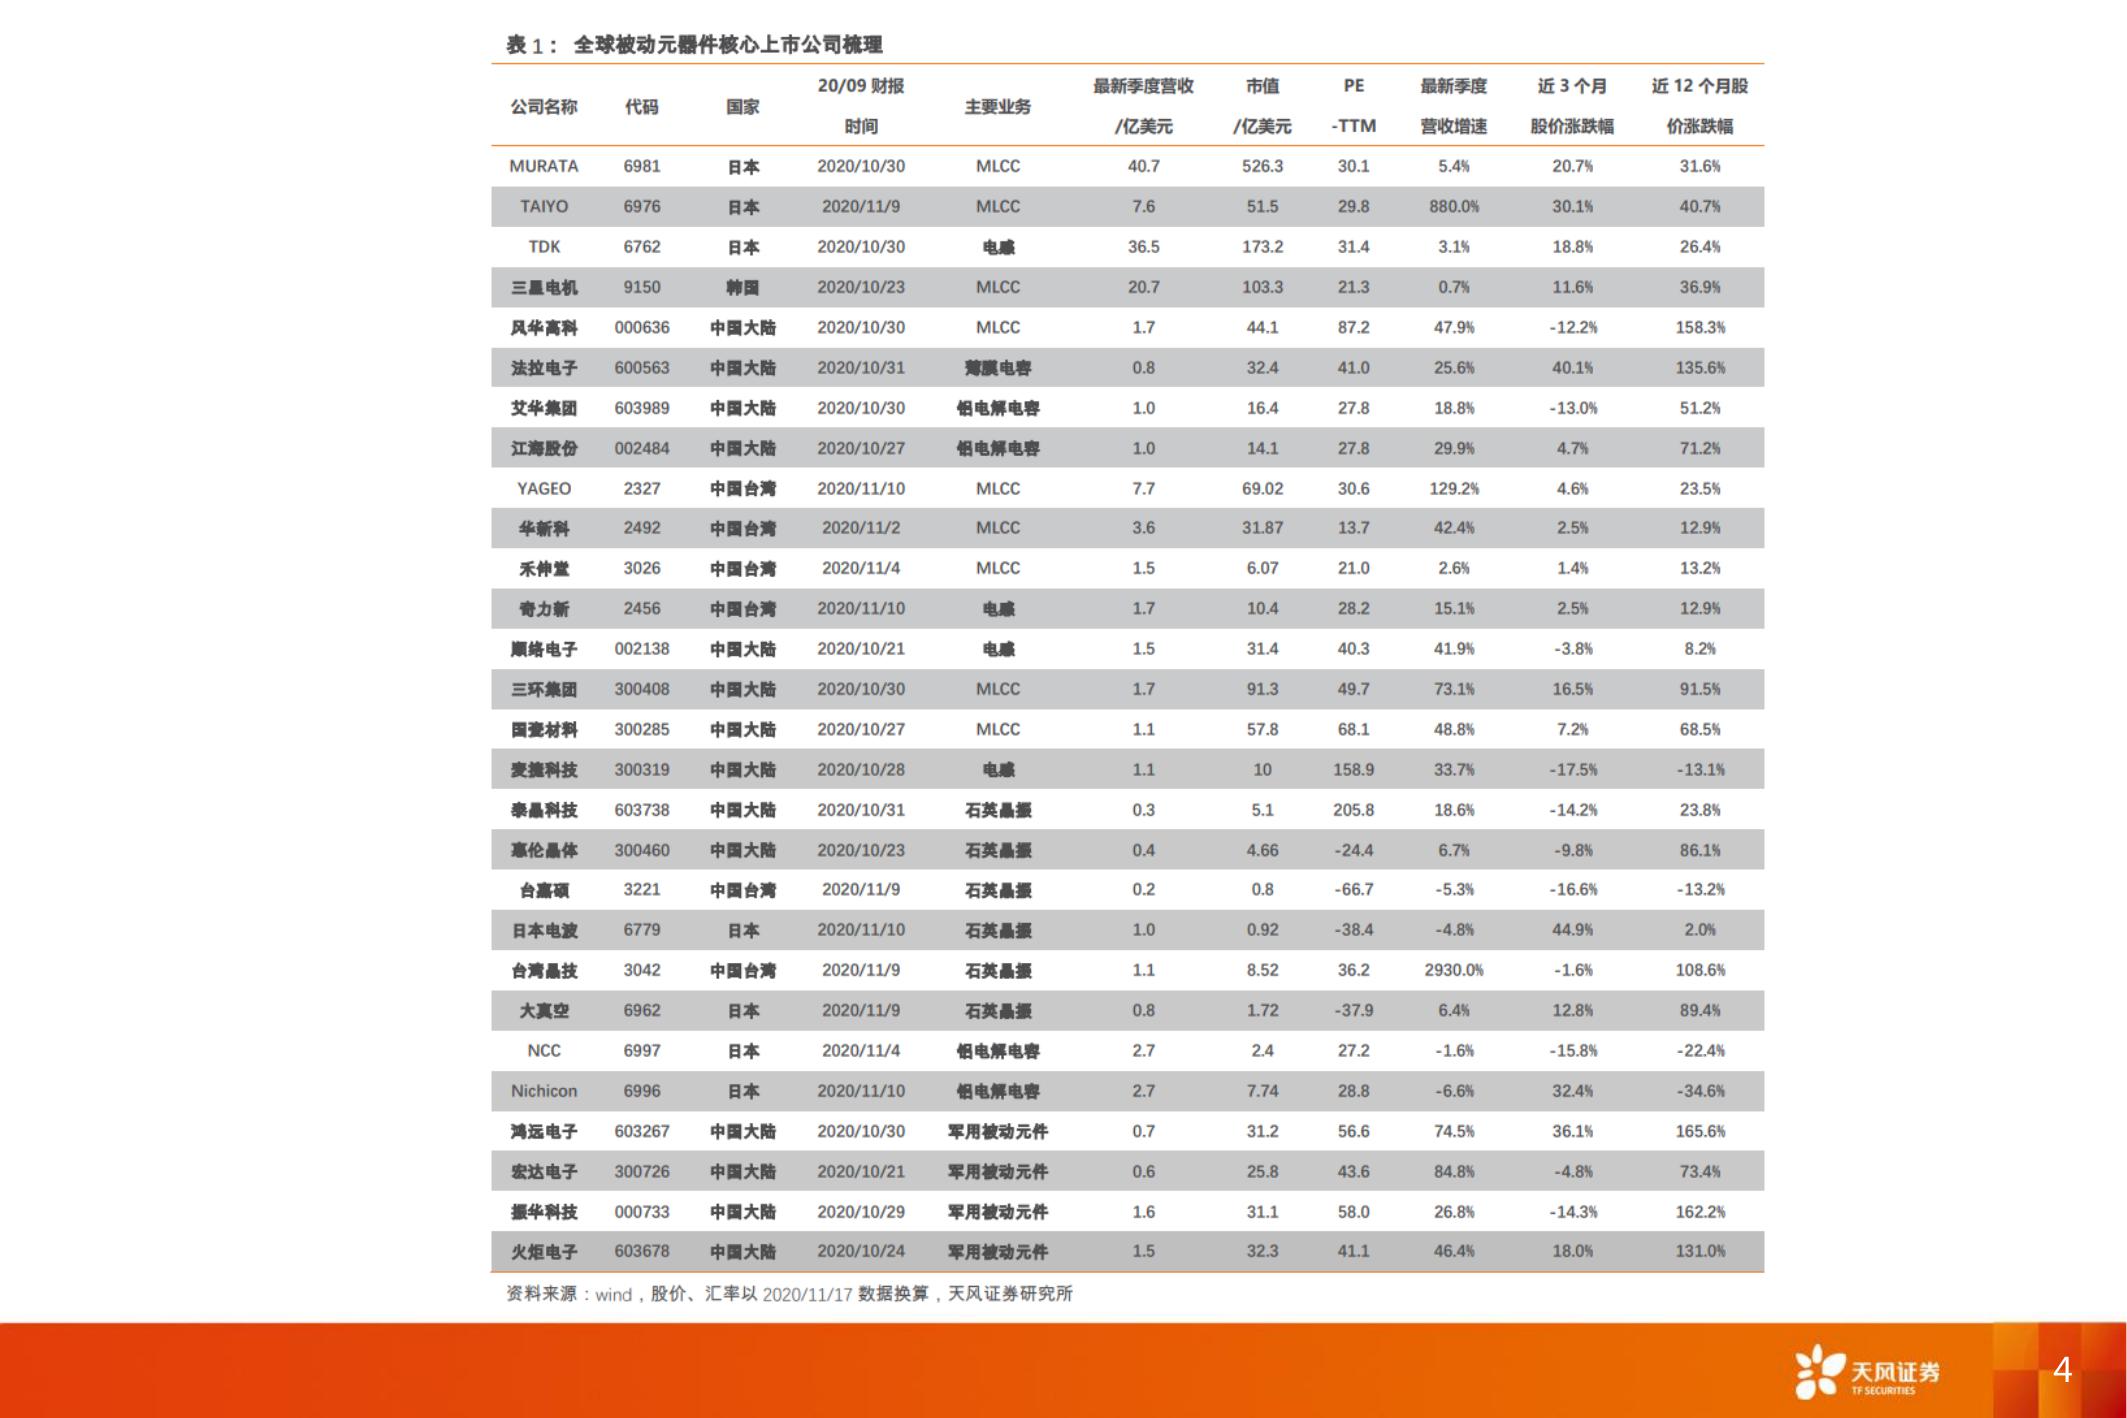 表 1： 全球被动元器件核心上市公司梳理
公司名称 代码 国家 20/09 财报时间 主要业务 最新季度营收/亿美元 市值/亿美元 PE-TTM 最新季度营收增速 近 3 个月股价涨跌幅 近 12 个月股价涨跌幅
MURATA 6981 日本 2020/10/30 MLCC 40.7 526.3 30.1 5.4% 20.7% 31.6%
TAIYO 6976 日本 2020/11/9 MLCC 7.6 51.5 29.8 880.0% 30.1% 40.7%
TDK 6762 日本 2020/10/30 电感 36.5 173.2 31.4 3.1% 18.8% 26.4%
三星电机 9150 韩国 2020/10/23 MLCC 20.7 103.3 21.3 0.7% 11.6% 36.9%
风华高科 000636 中国大陆 2020/10/30 MLCC 1.7 44.1 87.2 47.9% -12.2% 158.3%
法拉电子 600563 中国大陆 2020/10/31 薄膜电容 0.8 32.4 41.0 25.6% 40.1% 135.6%
艾华集团 603989 中国大陆 2020/10/30 铝电解电容 1.0 16.4 27.8 18.8% -13.0% 51.2%
江海股份 002484 中国大陆 2020/10/27 铝电解电容 1.0 14.1 27.8 29.9% 4.7% 71.2%
YAGEO 2327 中国台湾 2020/11/10 MLCC 7.7 69.02 30.6 129.2% 4.6% 23.5%
华新科 2492 中国台湾 2020/11/2 MLCC 3.6 31.87 13.7 42.4% 2.5% 12.9%
禾伸堂 3026 中国台湾 2020/11/4 MLCC 1.5 6.07 21.0 2.6% 1.4% 13.2%
奇力新 2456 中国台湾 2020/11/10 电感 1.7 10.4 28.2 15.1% 2.5% 12.9%
顺络电子 002138 中国大陆 2020/10/21 电感 1.5 31.4 40.3 41.9% -3.8% 8.2%
三环集团 300408 中国大陆 2020/10/30 MLCC 1.7 91.3 49.7 73.1% 16.5% 91.5%
国瓷材料 300285 中国大陆 2020/10/27 MLCC 1.1 57.8 68.1 48.8% 7.2% 68.5%
麦捷科技 300319 中国大陆 2020/10/28 电感 1.1 10 158.9 33.7% -17.5% -13.1%
泰晶科技 603738 中国大陆 2020/10/31 石英晶振 0.3 5.1 205.8 18.6% -14.2% 23.8%
惠伦晶体 300460 中国大陆 2020/10/23 石英晶振 0.4 4.66 -24.4 6.7% -9.8% 86.1%
台嘉硕 3221 中国台湾 2020/11/9 石英晶振 0.2 0.8 -66.7 -5.3% -16.6% -13.2%
日本电波 6779 日本 2020/11/10 石英晶振 1.0 0.92 -38.4 -4.8% 44.9% 2.0%
台湾晶技 3042 中国台湾 2020/11/9 石英晶振 1.1 8.52 36.2 2930.0% -1.6% 108.6%
大真空 6962 日本 2020/11/9 石英晶振 0.8 1.72 -37.9 6.4% 12.8% 89.4%
NCC 6997 日本 2020/11/4 铝电解电容 2.7 2.4 27.2 -1.6% -15.8% -22.4%
Nichicon 6996 日本 2020/11/10 铝电解电容 2.7 7.74 28.8 -6.6% 32.4% -34.6%
鸿远电子 603267 中国大陆 2020/10/30 军用被动元件 0.7 31.2 56.6 74.5% 36.1% 165.6%
宏达电子 300726 中国大陆 2020/10/21 军用被动元件 0.6 25.8 43.6 84.8% -4.8% 73.4%
振华科技 000733 中国大陆 2020/10/29 军用被动元件 1.6 31.1 58.0 26.8% -14.3% 162.2%
火炬电子 603678 中国大陆 2020/10/24 军用被动元件 1.5 32.3 41.1 46.4% 18.0% 131.0%
资料来源：wind，股价、汇率以 2020/11/17 数据换算，天风证券研究所
天风证券
TF SECURITIES
4